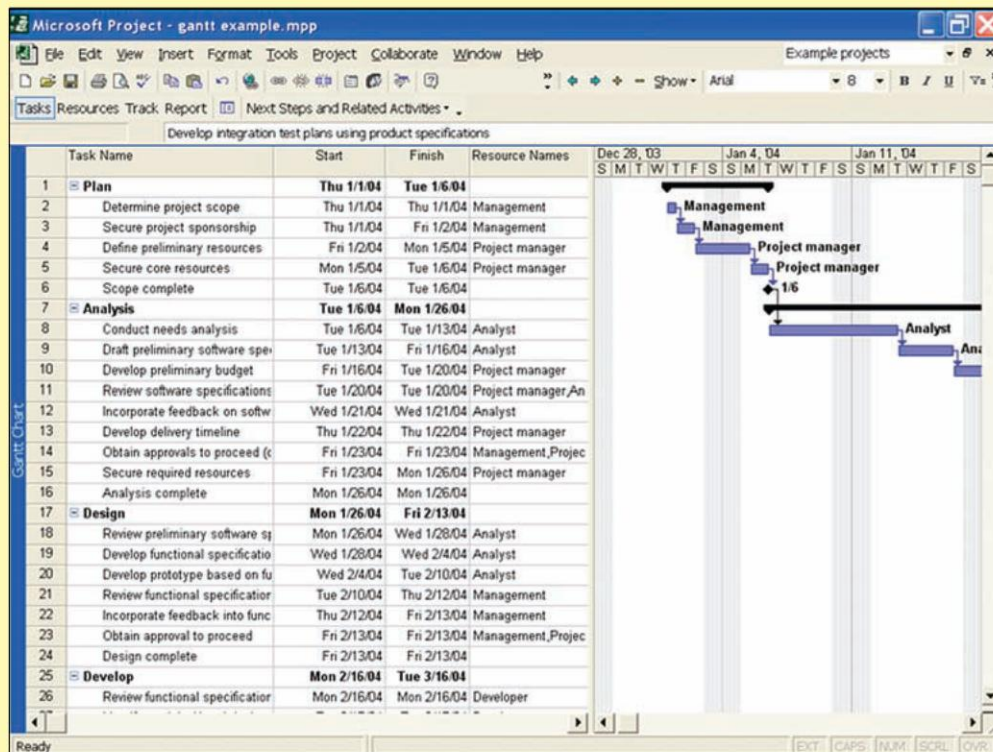 Microsoft Project - gantt example.mpp
File Edit View Insert Format Tools Project Collaborate Window Help Example projects
Show Arial 8 B I U
Tasks Resources Track Report Next Steps and Related Activities
Develop integration test plans using product specifications
Task Name Start Finish Resource Names Dec 28, '03 Jan 4, '04 Jan 11, '04
S M T W T F S S M T W T F S S M T W T F S
1 Plan Thu 1/1/04 Tue 1/6/04
2 Determine project scope Thu 1/1/04 Thu 1/1/04 Management Management
3 Secure project sponsorship Thu 1/1/04 Fri 1/2/04 Management Management
4 Define preliminary resources Fri 1/2/04 Mon 1/5/04 Project manager Project manager
5 Secure core resources Mon 1/5/04 Tue 1/6/04 Project manager Project manager
6 Scope complete Tue 1/6/04 Tue 1/6/04 1/6
7 Analysis Tue 1/6/04 Mon 1/26/04
8 Conduct needs analysis Tue 1/6/04 Tue 1/13/04 Analyst Analyst
9 Draft preliminary software spe Tue 1/13/04 Fri 1/16/04 Analyst Ana
10 Develop preliminary budget Fri 1/16/04 Tue 1/20/04 Project manager
11 Review software specifications Tue 1/20/04 Tue 1/20/04 Project manager,An
12 Incorporate feedback on softw Wed 1/21/04 Wed 1/21/04 Analyst
13 Develop delivery timeline Thu 1/22/04 Thu 1/22/04 Project manager
14 Obtain approvals to proceed (c Fri 1/23/04 Fri 1/23/04 Management,Projec
15 Secure required resources Fri 1/23/04 Mon 1/26/04 Project manager
16 Analysis complete Mon 1/26/04 Mon 1/26/04
17 Design Mon 1/26/04 Fri 2/13/04
18 Review preliminary software sp Mon 1/26/04 Wed 1/28/04 Analyst
19 Develop functional specificatio Wed 1/28/04 Wed 2/4/04 Analyst
20 Develop prototype based on fu Wed 2/4/04 Tue 2/10/04 Analyst
21 Review functional specification Tue 2/10/04 Thu 2/12/04 Management
22 Incorporate feedback into func Thu 2/12/04 Fri 2/13/04 Management
23 Obtain approval to proceed Fri 2/13/04 Fri 2/13/04 Management,Projec
24 Design complete Fri 2/13/04 Fri 2/13/04
25 Develop Mon 2/16/04 Tue 3/16/04
26 Review functional specification Mon 2/16/04 Mon 2/16/04 Developer
Gantt Chart
Ready EXT CAPS NUM SCRL OVR